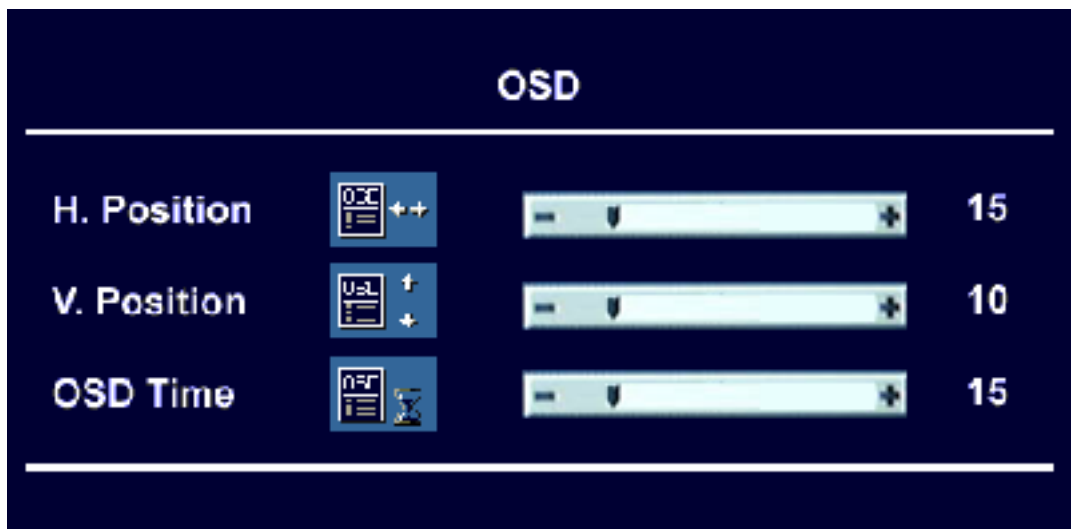 OSD
H. Position - + 15
V. Position - + 10
OSD Time - + 15